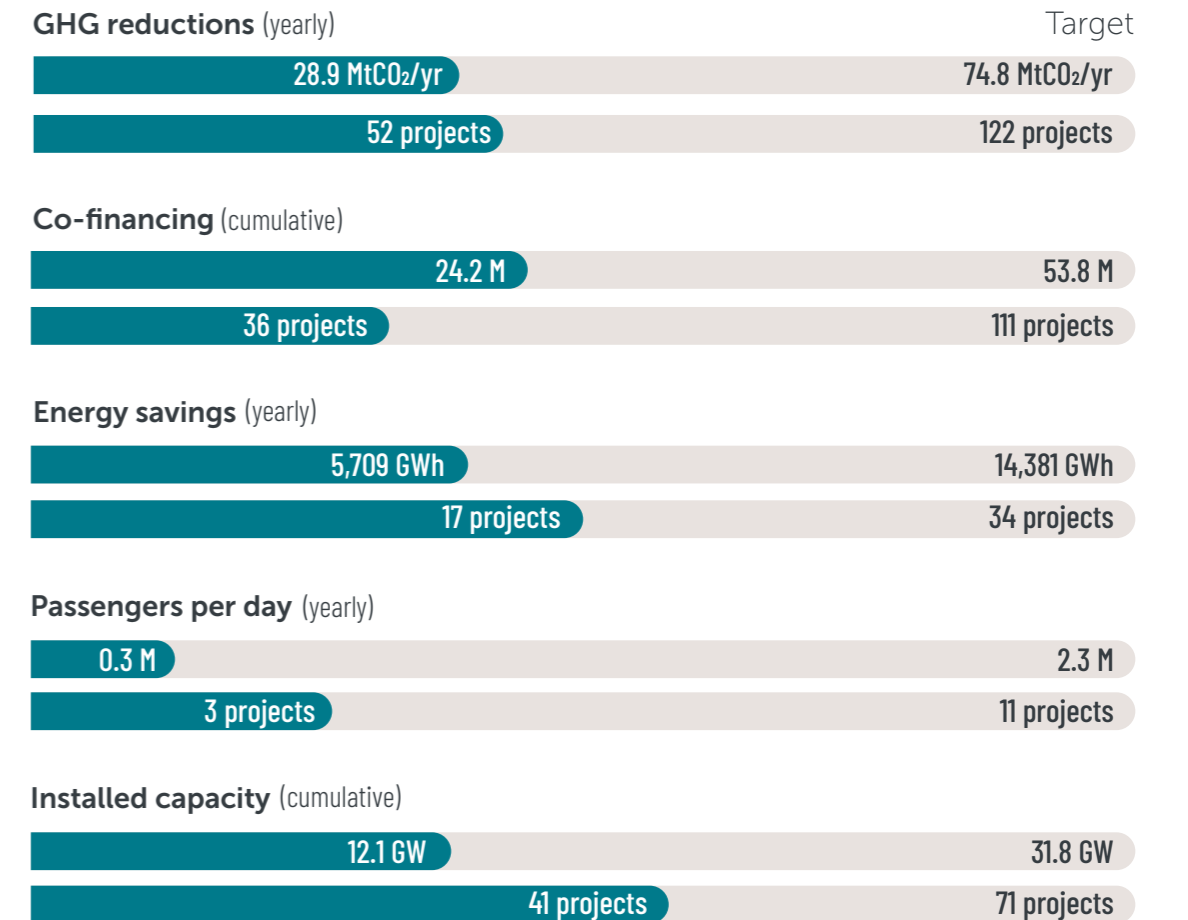 GHG reductions (yearly) Target
28.9 MtCO₂/yr 74.8 MtCO₂/yr
52 projects 122 projects
Co-financing (cumulative)
24.2 M 53.8 M
36 projects 111 projects
Energy savings (yearly)
5,709 GWh 14,381 GWh
17 projects 34 projects
Passengers per day (yearly)
0.3 M 2.3 M
3 projects 11 projects
Installed capacity (cumulative)
12.1 GW 31.8 GW
41 projects 71 projects